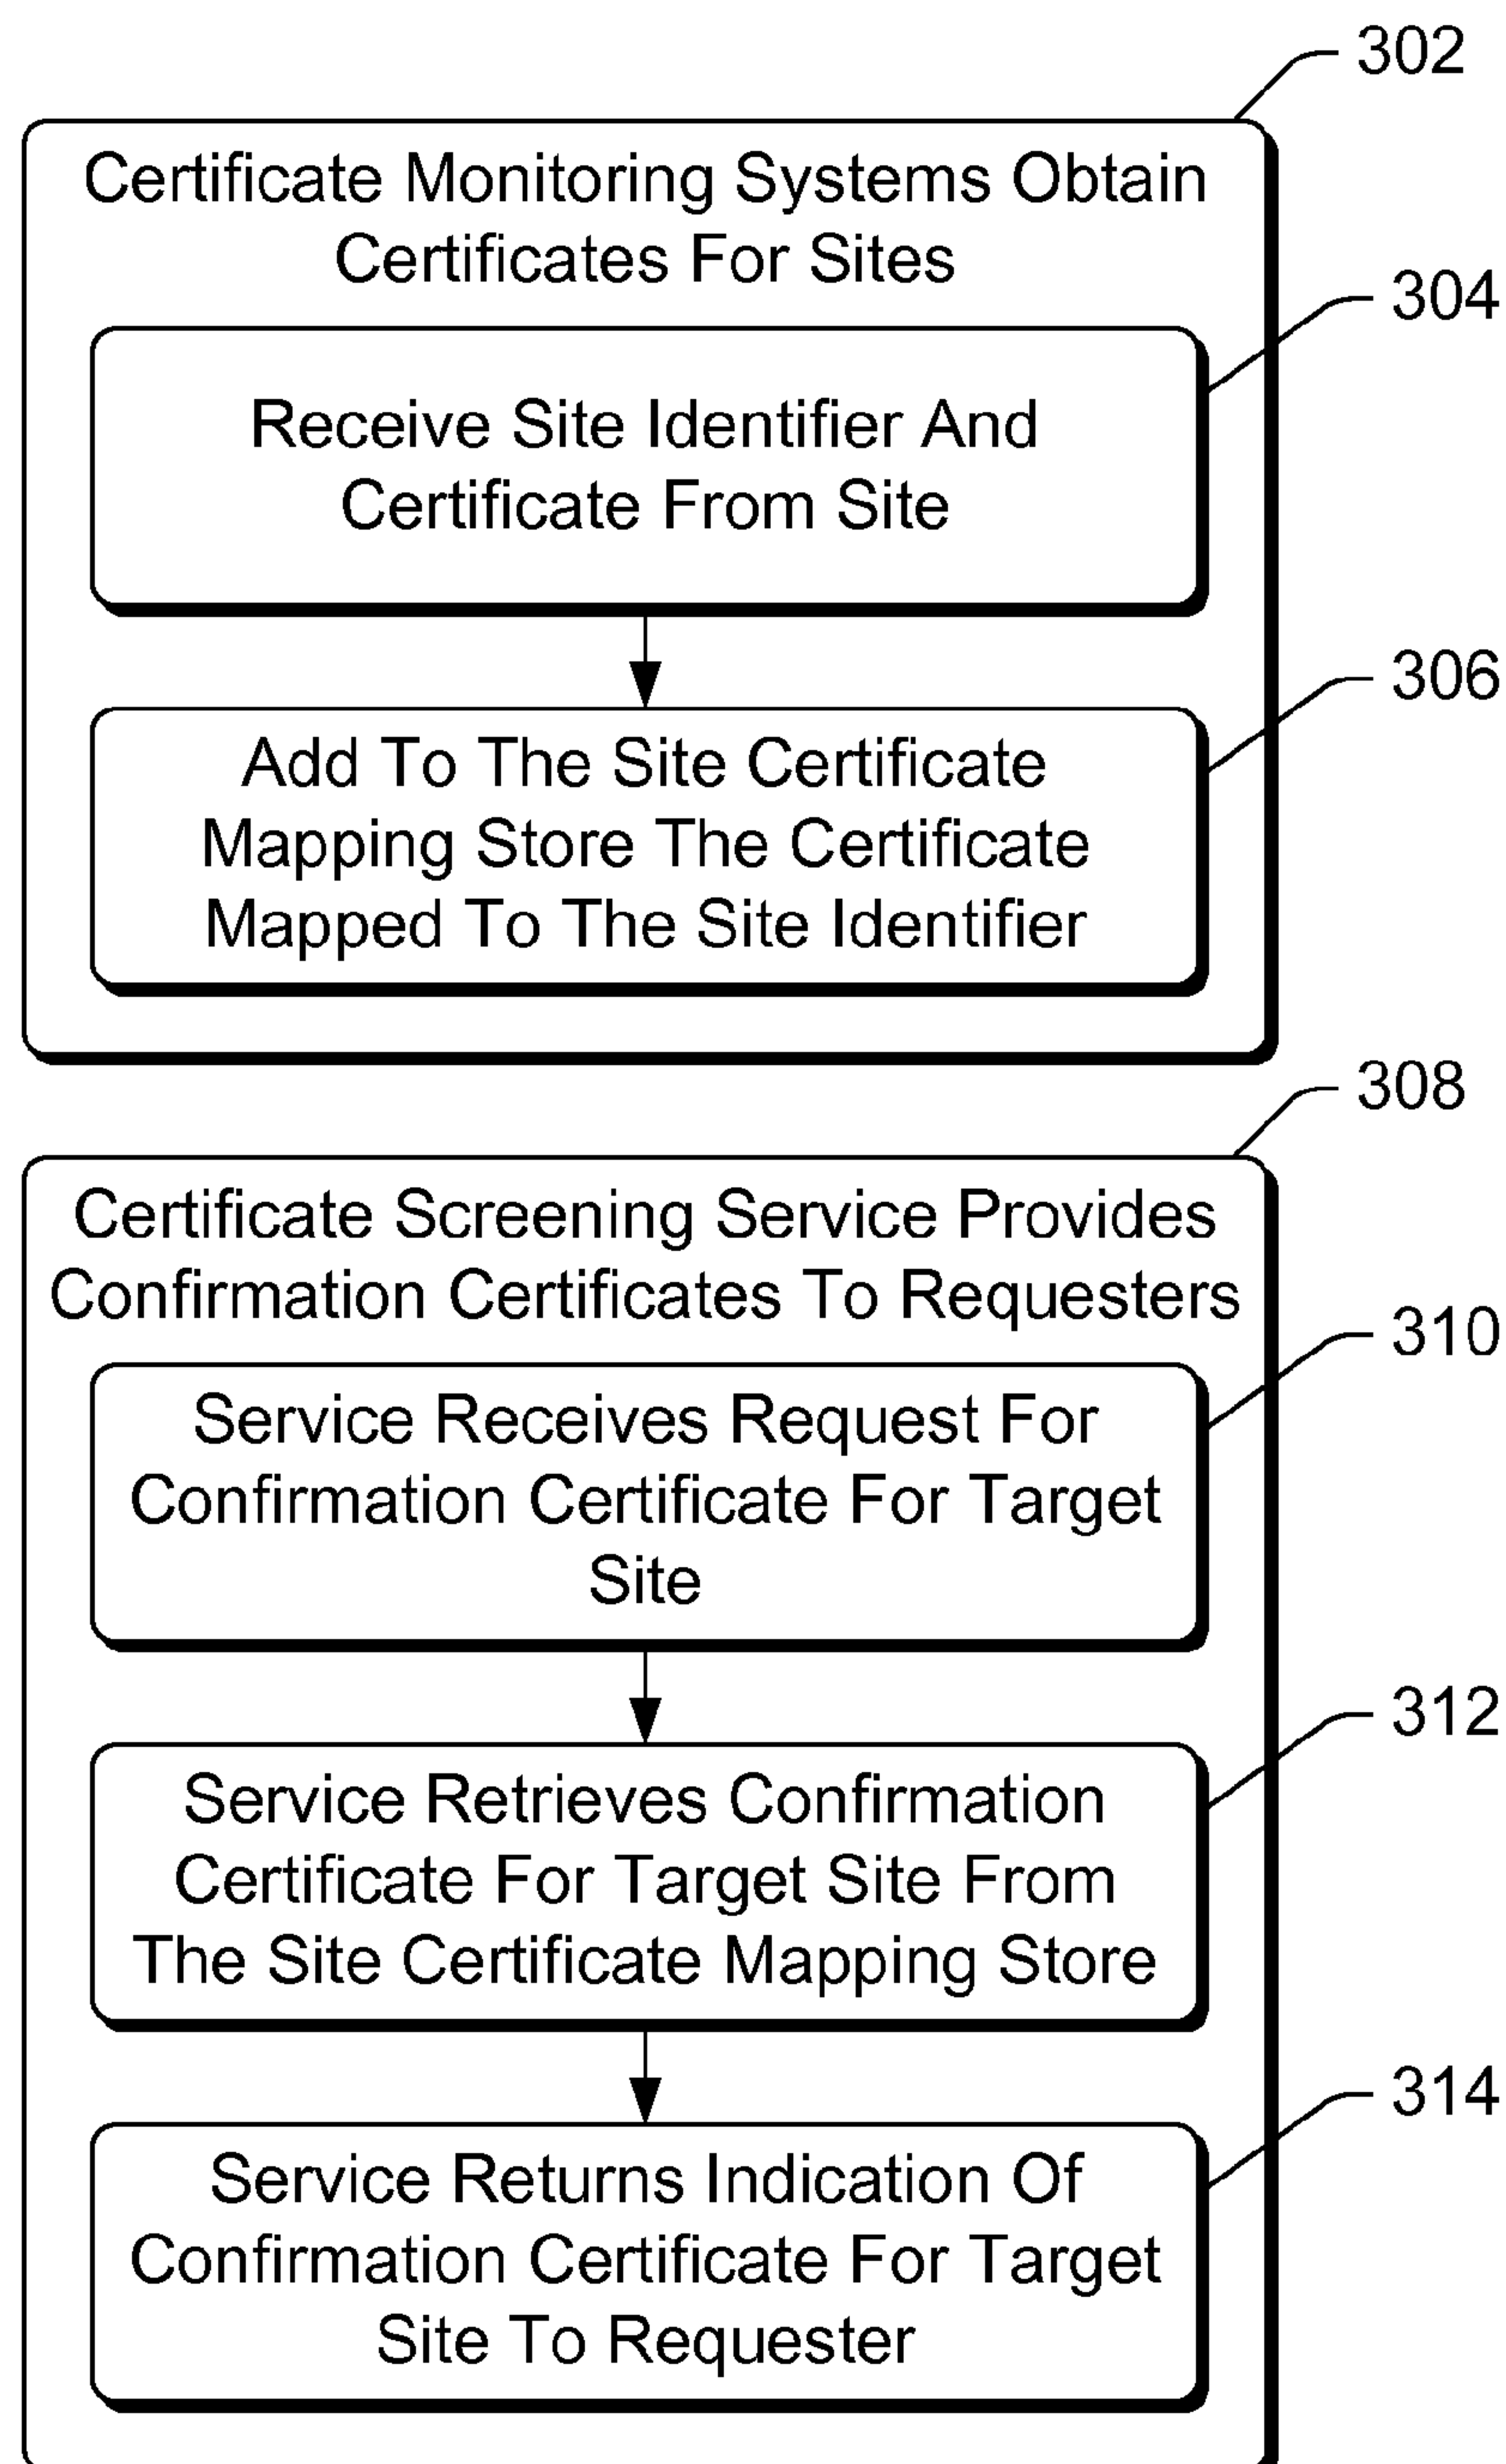 302
Certificate Monitoring Systems Obtain
Certificates For Sites
304
Receive Site Identifier And
Certificate From Site
306
Add To The Site Certificate
Mapping Store The Certificate
Mapped To The Site Identifier
308
Certificate Screening Service Provides
Confirmation Certificates To Requesters
310
Service Receives Request For
Confirmation Certificate For Target
Site
312
Service Retrieves Confirmation
Certificate For Target Site From
The Site Certificate Mapping Store
314
Service Returns Indication Of
Confirmation Certificate For Target
Site To Requester